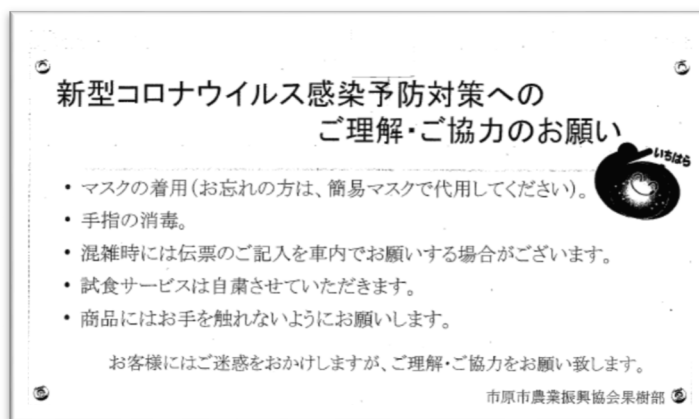 新型コロナウイルス感染予防対策への
ご理解・ご協力のお願い
いちはら
・マスクの着用(お忘れの方は、簡易マスクで代用してください)。
・手指の消毒。
・混雑時には伝票のご記入を車内でお願いする場合がございます。
・試食サービスは自粛させていただきます。
・商品にはお手を触れないようにお願いします。
お客様にはご迷惑をおかけしますが、ご理解・ご協力をお願い致します。
市原市農業振興協会果樹部